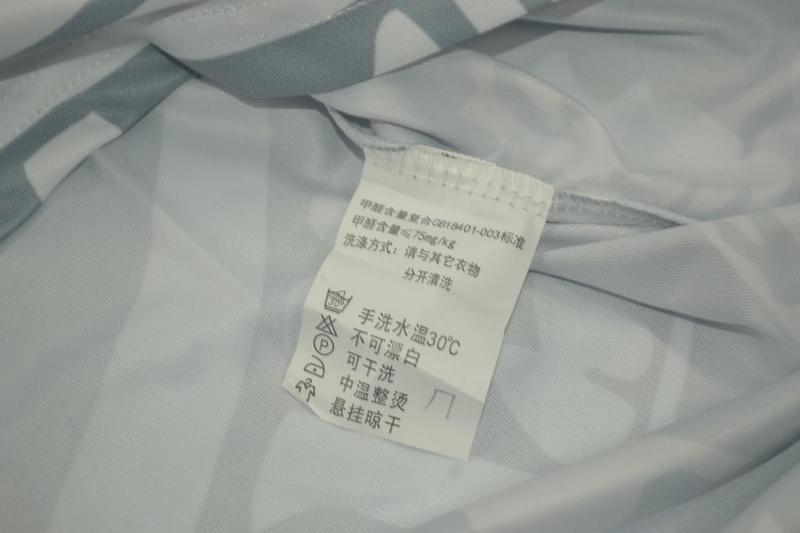 甲醛含量复合GB18401-003标准
甲醛含量≤75mg/kg
洗涤方式：请与其它衣物
分开清洗
30°
手洗水温30℃
不可漂白
P
可干洗
中温整烫
悬挂晾干